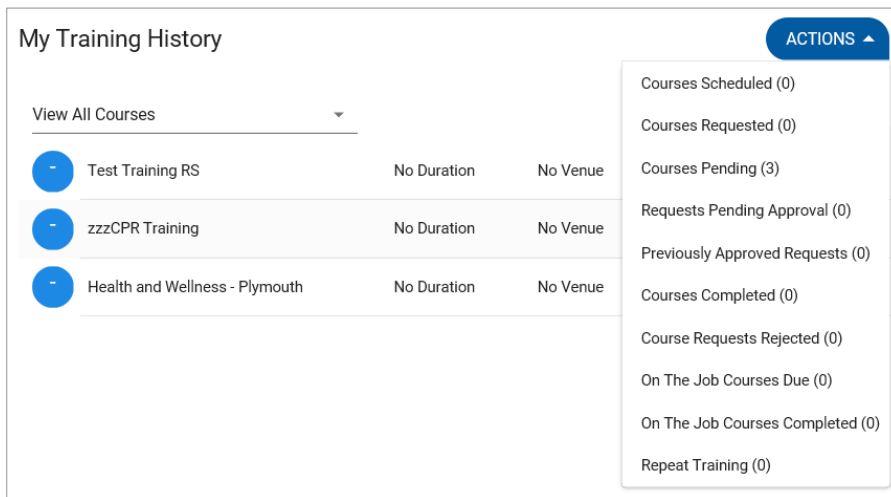 My Training History
ACTIONS
View All Courses
- Test Training RS No Duration No Venue
- zzzCPR Training No Duration No Venue
- Health and Wellness - Plymouth No Duration No Venue
Courses Scheduled (0)
Courses Requested (0)
Courses Pending (3)
Requests Pending Approval (0)
Previously Approved Requests (0)
Courses Completed (0)
Course Requests Rejected (0)
On The Job Courses Due (0)
On The Job Courses Completed (0)
Repeat Training (0)